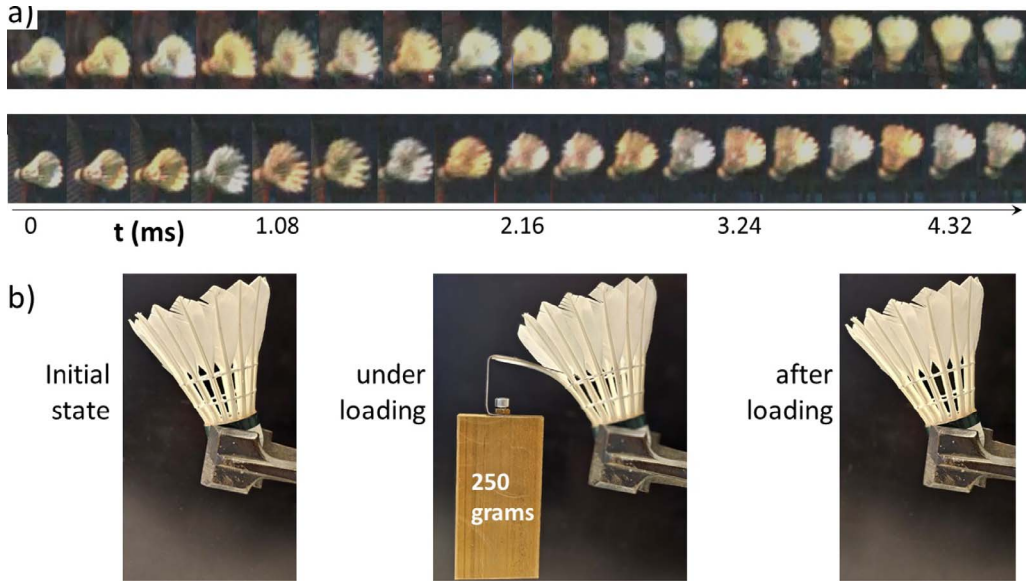 a)
0
t (ms)
1.08
2.16
3.24
4.32
b)
Initial
state
under
loading
250
grams
after
loading